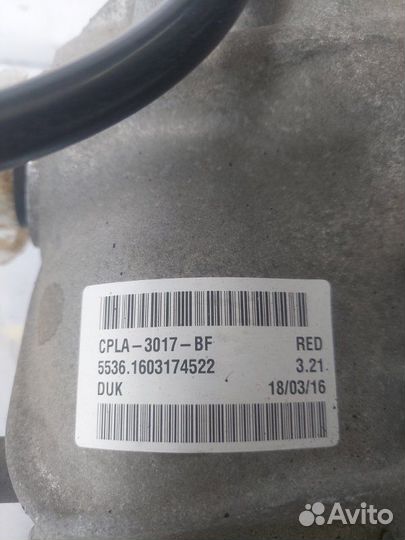 CPLA-3017-BF RED
5536.1603174522 3.21
DUK 18/03/16
Avito